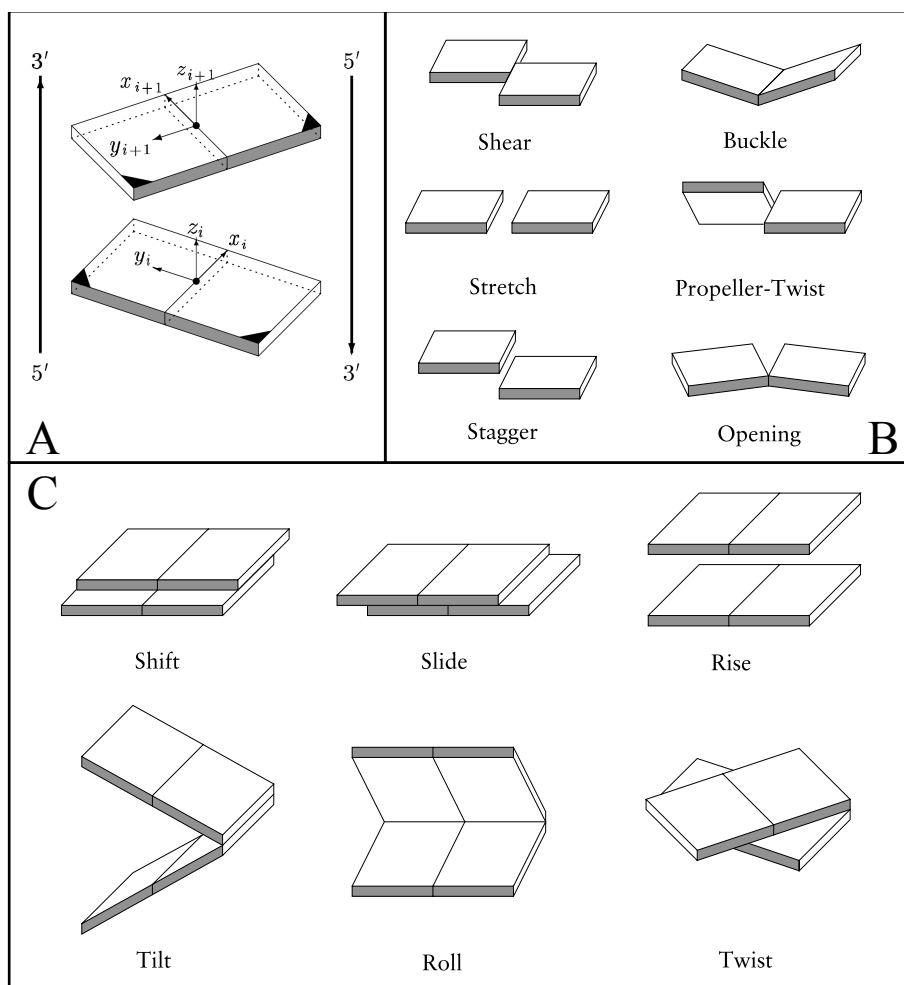 3′ 5′
x i+1 z i+1
y i+1
z i x i
y i
5′ 3′
A
Shear Buckle
Stretch Propeller-Twist
Stagger Opening
B
C
Shift Slide Rise
Tilt Roll Twist